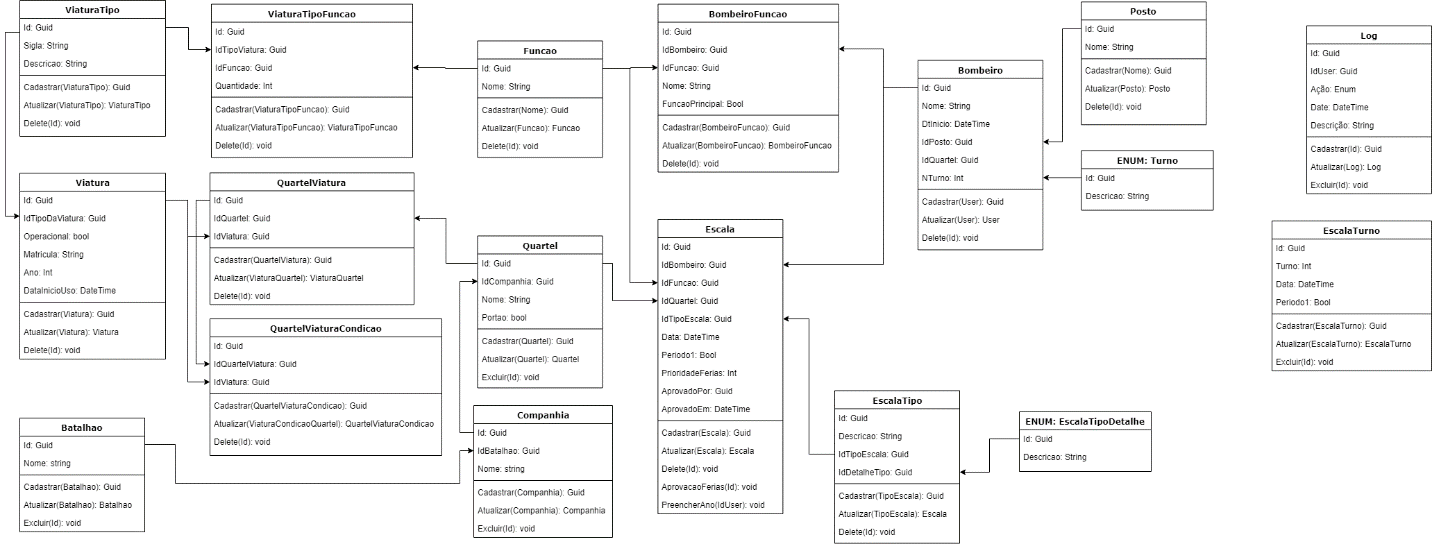 ViaturaTipo
Id: Guid
Sigla: String
Descricao: String
Cadastrar(ViaturaTipo): Guid
Atualizar(ViaturaTipo): ViaturaTipo
Delete(Id): void
ViaturaTipoFuncao
Id: Guid
IdTipoViatura: Guid
IdFuncao: Guid
Quantidade: Int
Cadastrar(ViaturaTipoFuncao): Guid
Atualizar(ViaturaTipoFuncao): ViaturaTipoFuncao
Delete(Id): void
Funcao
Id: Guid
Nome: String
Cadastrar(Nome): Guid
Atualizar(Funcao): Funcao
Delete(Id): void
BombeiroFuncao
Id: Guid
IdBombeiro: Guid
IdFuncao: Guid
Nome: String
FuncaoPrincipal: Bool
Cadastrar(BombeiroFuncao): Guid
Atualizar(BombeiroFuncao): BombeiroFuncao
Delete(Id): void
Bombeiro
Id: Guid
Nome: String
DtInicio: DateTime
IdPosto: Guid
IdQuartel: Guid
NTurno: Int
Cadastrar(User): Guid
Atualizar(User): User
Delete(Id): void
Posto
Id: Guid
Nome: String
Cadastrar(Nome): Guid
Atualizar(Posto): Posto
Delete(Id): void
ENUM: Turno
Id: Guid
Descricao: String
Log
Id: Guid
IdUser: Guid
Ação: Enum
Date: DateTime
Descrição: String
Cadastrar(Id): Guid
Atualizar(Log): Log
Excluir(Id): void
Viatura
Id: Guid
IdTipoDaViatura: Guid
Operacional: bool
Matricula: String
Ano: Int
DataInicioUso: DateTime
Cadastrar(Viatura): Guid
Atualizar(Viatura): Viatura
Delete(Id): void
QuartelViatura
Id: Guid
IdQuartel: Guid
IdViatura: Guid
Cadastrar(QuartelViatura): Guid
Atualizar(ViaturaQuartel): ViaturaQuartel
Delete(Id): void
Quartel
Id: Guid
IdCompanhia: Guid
Nome: String
Portao: bool
Cadastrar(Quartel): Guid
Atualizar(Quartel): Quartel
Excluir(Id): void
Escala
Id: Guid
IdBombeiro: Guid
IdFuncao: Guid
IdQuartel: Guid
IdTipoEscala: Guid
Data: DateTime
Periodo1: Bool
PrioridadeFerias: Int
AprovadoPor: Guid
AprovadoEm: DateTime
Cadastrar(Escala): Guid
Atualizar(Escala): Escala
Delete(Id): void
AprovacaoFerias(Id): void
PreencherAno(IdUser): void
EscalaTurno
Id: Guid
Turno: Int
Data: DateTime
Periodo1: Bool
Cadastrar(EscalaTurno): Guid
Atualizar(EscalaTurno): EscalaTurno
Excluir(Id): void
QuartelViaturaCondicao
Id: Guid
IdQuartelViatura: Guid
IdViatura: Guid
Cadastrar(QuartelViaturaCondicao): Guid
Atualizar(ViaturaCondicaoQuartel): QuartelViaturaCondicao
Delete(Id): void
Batalhao
Id: Guid
Nome: string
Cadastrar(Batalhao): Guid
Atualizar(Batalhao): Batalhao
Excluir(Id): void
Companhia
Id: Guid
IdBatalhao: Guid
Nome: string
Cadastrar(Companhia): Guid
Atualizar(Companhia): Companhia
Excluir(Id): void
EscalaTipo
Id: Guid
Descricao: String
IdTipoEscala: Guid
IdDetalheTipo: Guid
Cadastrar(TipoEscala): Guid
Atualizar(TipoEscala): Escala
Delete(Id): void
ENUM: EscalaTipoDetalhe
Id: Guid
Descricao: String